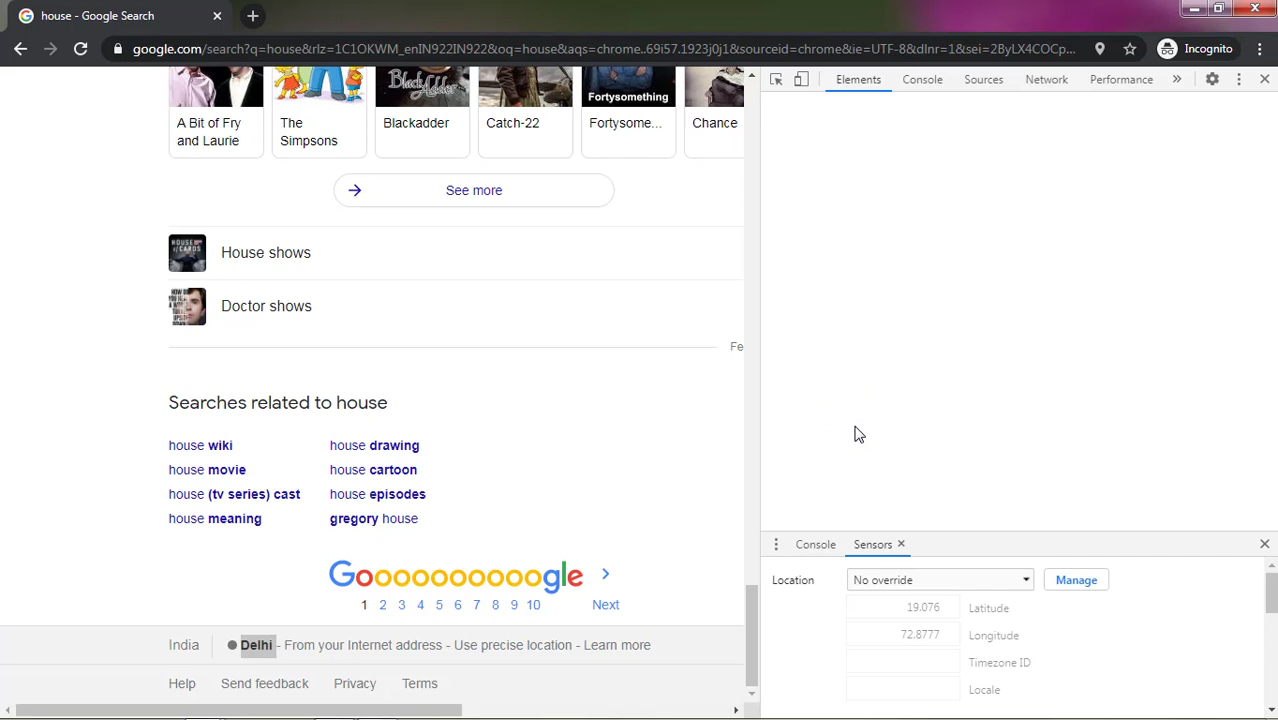 house - Google Search
google.com/search?q=house&rlz=1C1OKWM_enIN922IN922&oq=house&aqs=chrome..69i57.1923j0j1&sourceid=chrome&ie=UTF-8&dlnr=1&sei=2ByLX4COCp...
Incognito
Elements Console Sources Network Performance
Black Adder
Fortysomething
A Bit of Fry and Laurie
The Simpsons
Blackadder
Catch-22
Fortysome...
Chance
See more
HOUSE of CARDS
House shows
Doctor shows
Fe
Searches related to house
house wiki house drawing
house movie house cartoon
house (tv series) cast house episodes
house meaning gregory house
Goooooooooogle
1 2 3 4 5 6 7 8 9 10 Next
India Delhi - From your Internet address - Use precise location - Learn more
Help Send feedback Privacy Terms
Console Sensors
Location No override Manage
19.076 Latitude
72.8777 Longitude
Timezone ID
Locale